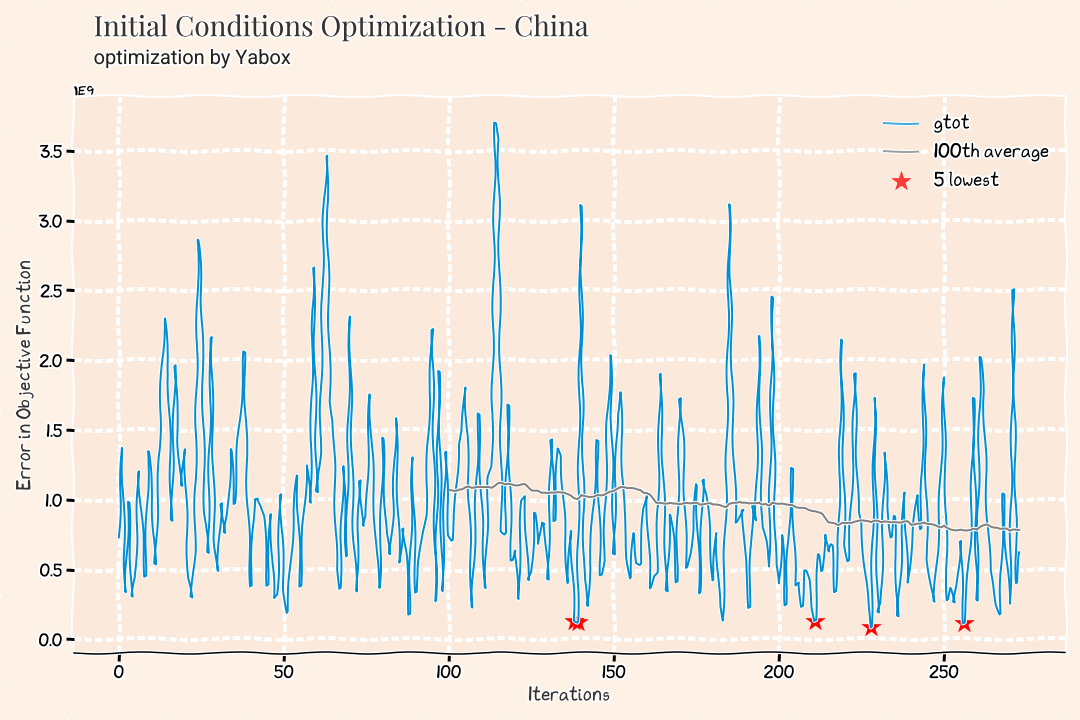 Initial Conditions Optimization - China
optimization by Yabox
1E9
gtot
100th average
5 lowest
3.5
3.0
2.5
2.0
1.5
1.0
0.5
0.0
Error in Objective Function
0 50 100 150 200 250
Iterations